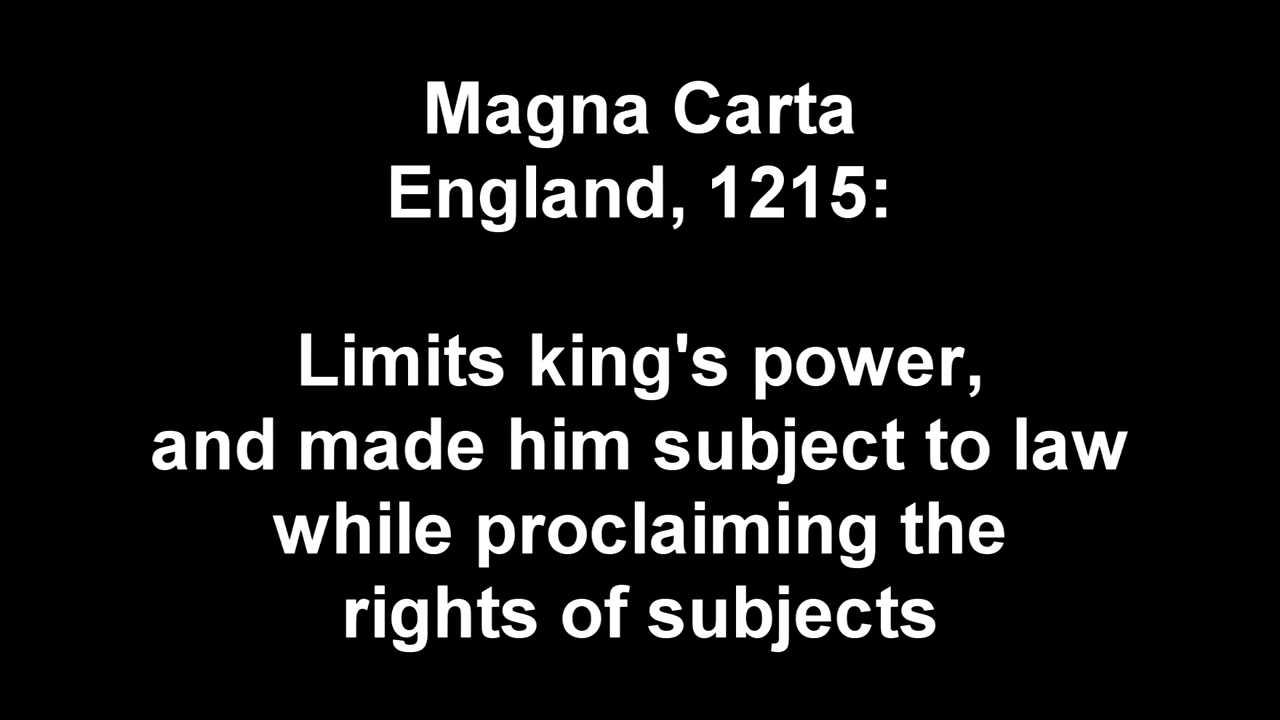 Magna Carta
England, 1215:
Limits king's power,
and made him subject to law
while proclaiming the
rights of subjects